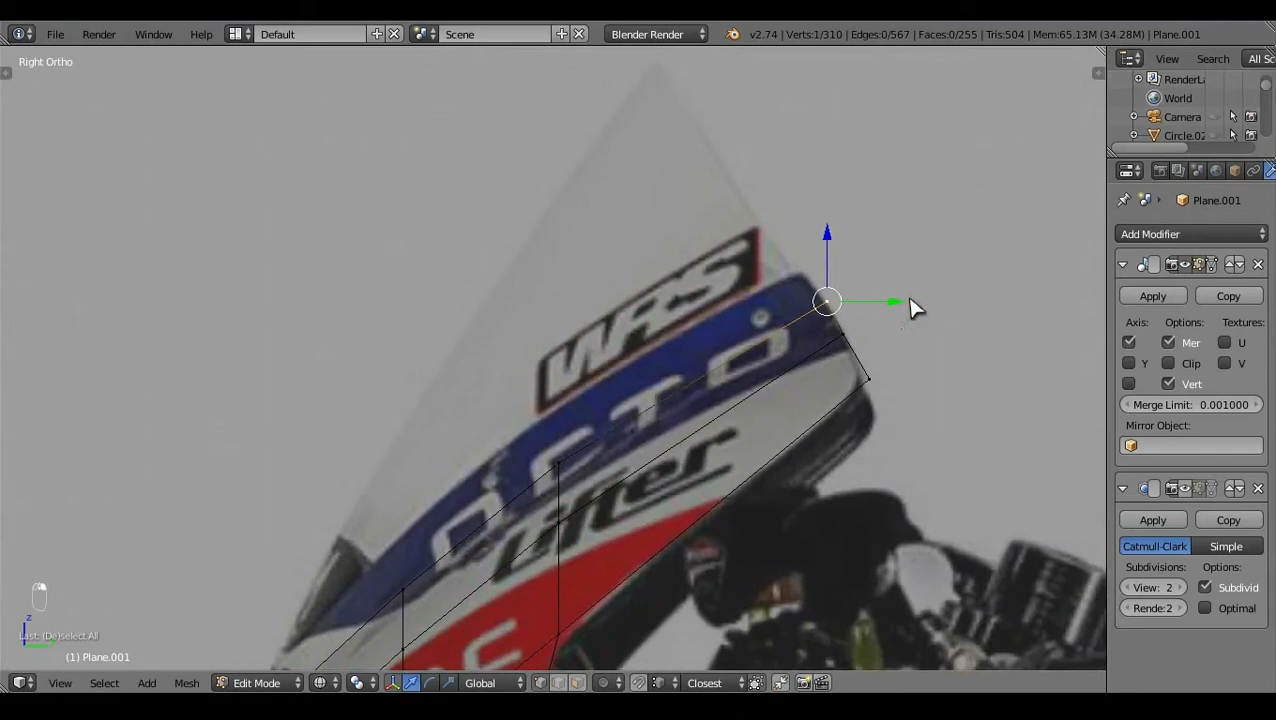 File Render Window Help Default Scene Blender Render v2.74 | Verts:1/310 | Edges:0/567 | Faces:0/255 | Tris:504 | Mem:65.13M (34.28M) | Plane.001
Right Ortho
View Search All Sc
RenderLa
World
Camera
Circle.02
Plane.001
Add Modifier
Apply Copy
Axis: Options: Textures:
Mer U
Y Clip V
Vert
Merge Limit: 0.001000
Mirror Object:
Apply Copy
Catmull-Clark Simple
Subdivisions: Options:
View: 2 Subdivid
Rende:2 Optimal
WRS
Lifter
z
Last: (De)select All
(1) Plane.001
View Select Add Mesh Edit Mode Global Closest